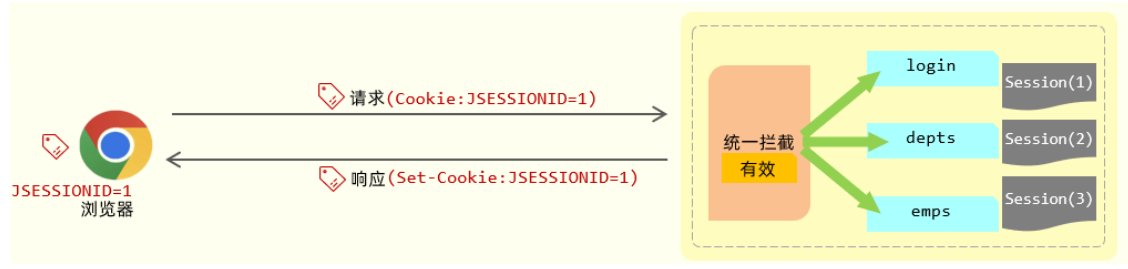 JSESSIONID=1
浏览器
请求(Cookie:JSESSIONID=1)
响应(Set-Cookie:JSESSIONID=1)
统一拦截
有效
login
depts
emps
Session(1)
Session(2)
Session(3)